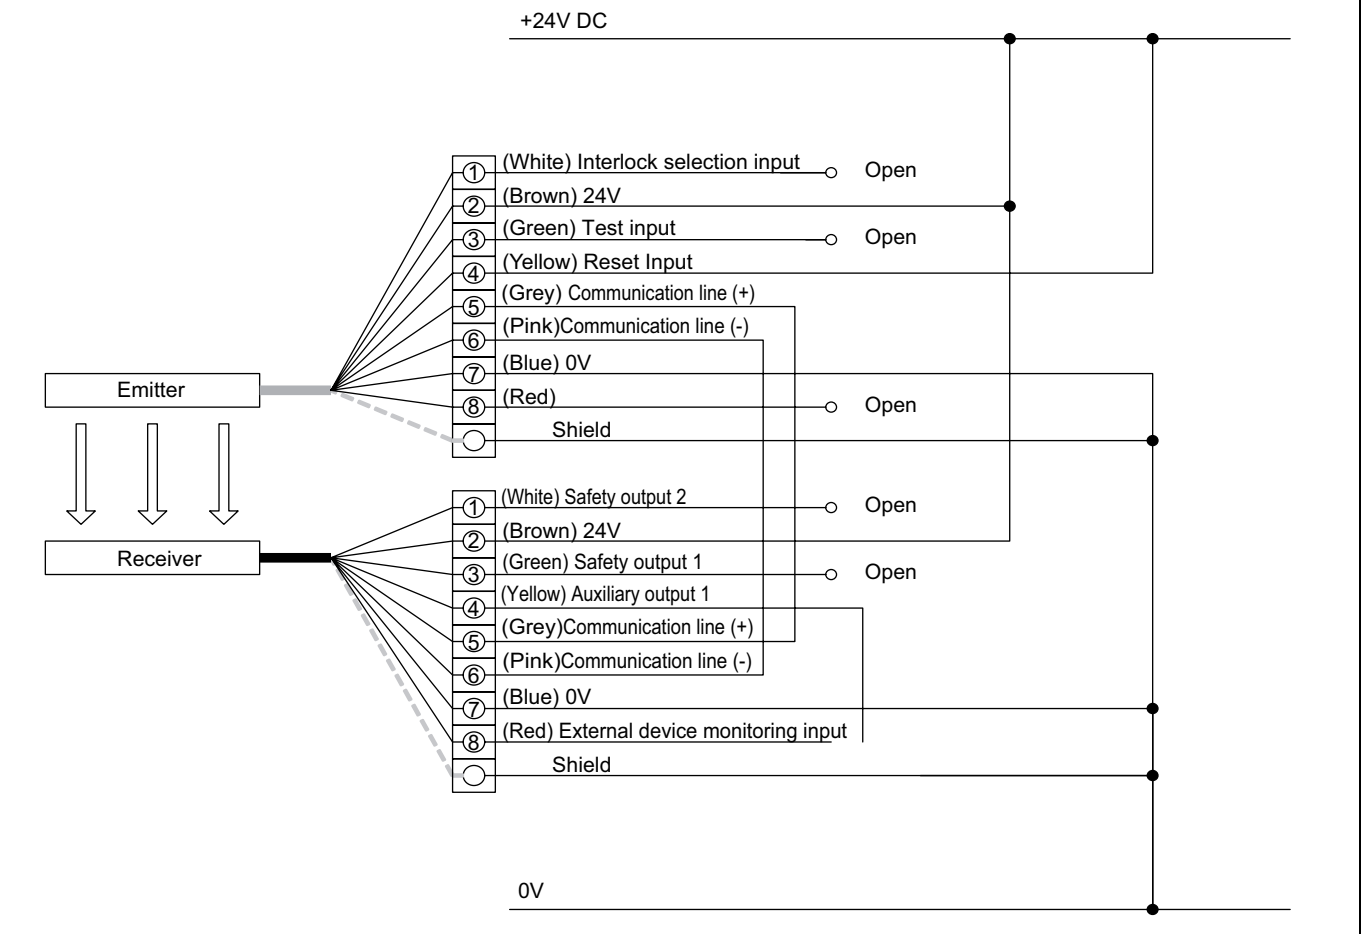 +24V DC
① (White) Interlock selection input Open
② (Brown) 24V
③ (Green) Test input Open
④ (Yellow) Reset Input
⑤ (Grey) Communication line (+)
⑥ (Pink)Communication line (-)
⑦ (Blue) 0V
Emitter
⑧ (Red) Open
Shield
① (White) Safety output 2 Open
② (Brown) 24V
Receiver
③ (Green) Safety output 1 Open
④ (Yellow) Auxiliary output 1
⑤ (Grey)Communication line (+)
⑥ (Pink)Communication line (-)
⑦ (Blue) 0V
⑧ (Red) External device monitoring input
Shield
0V